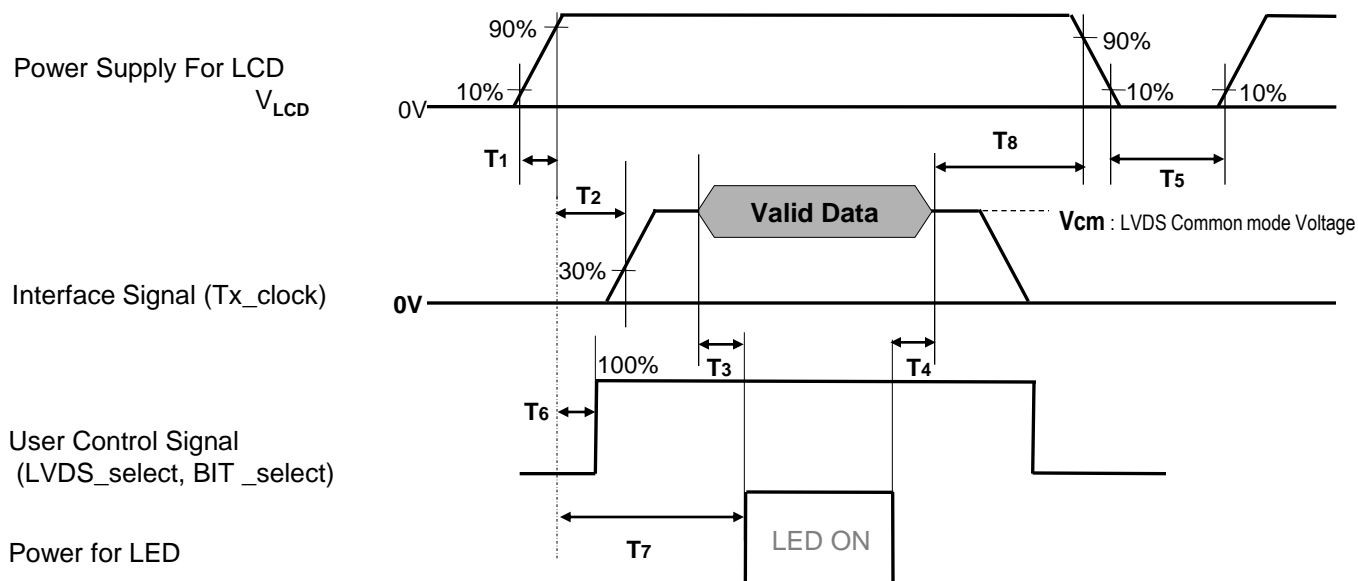 90%
90%
Power Supply For LCD
VLCD
10%
10%
10%
0V
T1
T8
T2
T5
Valid Data
Vcm : LVDS Common mode Voltage
30%
Interface Signal (Tx_clock)
0V
T3
T4
100%
T6
User Control Signal
(LVDS_select, BIT _select)
T7
LED ON
Power for LED